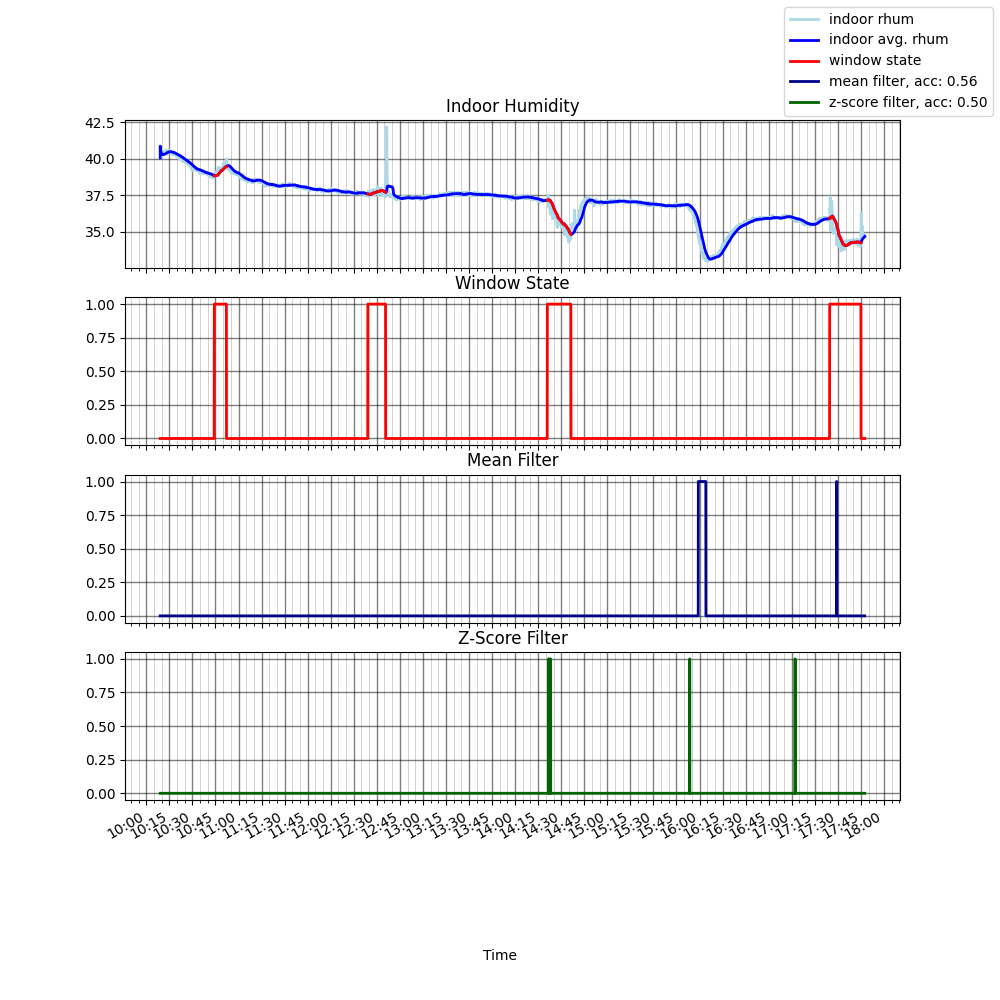 indoor rhum
indoor avg. rhum
window state
mean filter, acc: 0.56
z-score filter, acc: 0.50
Indoor Humidity
42.5
40.0
37.5
35.0
Window State
1.00
0.75
0.50
0.25
0.00
Mean Filter
1.00
0.75
0.50
0.25
0.00
Z-Score Filter
1.00
0.75
0.50
0.25
0.00
10:00 10:15 10:30 10:45 11:00 11:15 11:30 11:45 12:00 12:15 12:30 12:45 13:00 13:15 13:30 13:45 14:00 14:15 14:30 14:45 15:00 15:15 15:30 15:45 16:00 16:15 16:30 16:45 17:00 17:15 17:30 17:45 18:00
Time